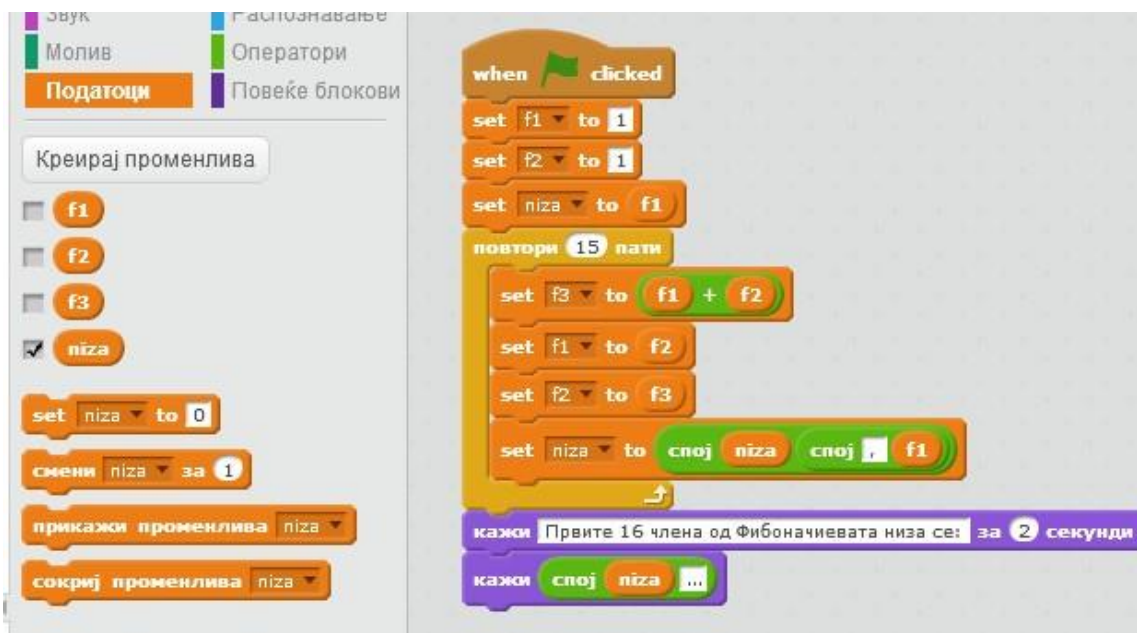 Звук
Распознавање
Молив
Оператори
Податоци
Повеќе блокови
Креирај променлива
f1
f2
f3
niza
set niza to 0
смени niza за 1
прикажи променлива niza
сокриј променлива niza
when clicked
set f1 to 1
set f2 to 1
set niza to f1
повтори 15 пати
set f3 to f1 + f2
set f1 to f2
set f2 to f3
set niza to спој niza спој , f1
кажи Првите 16 члена од Фибоначиевата низа се: за 2 секунди
кажи спој niza ...